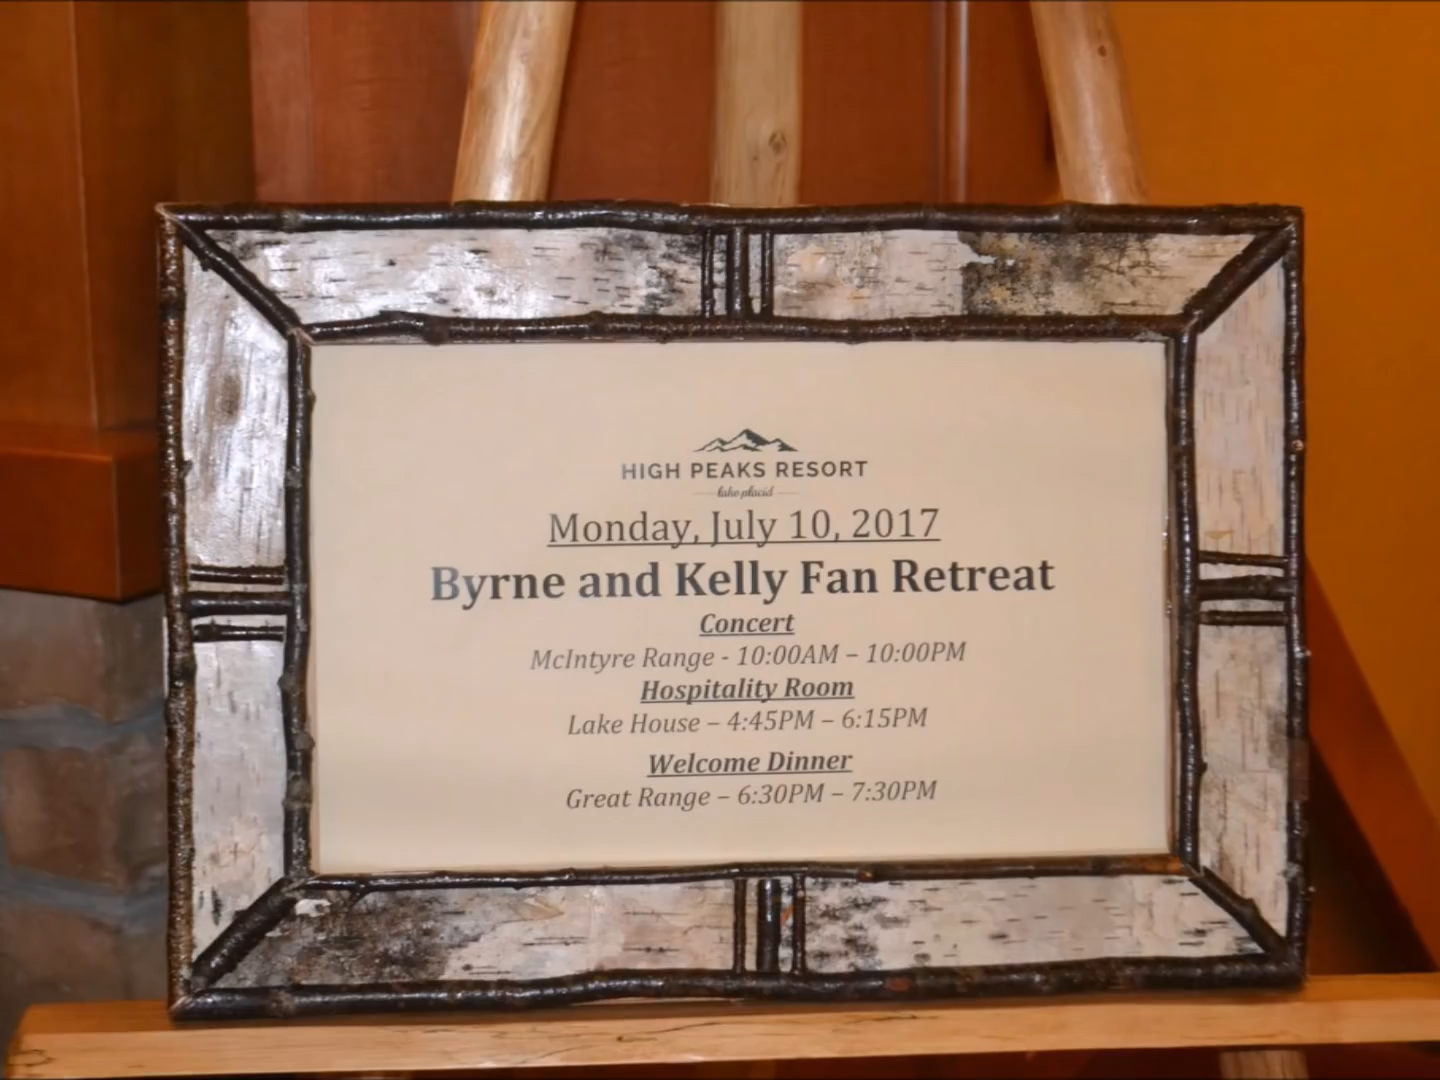 HIGH PEAKS RESORT
lake placid
Monday, July 10, 2017
Byrne and Kelly Fan Retreat
Concert
McIntyre Range - 10:00AM – 10:00PM
Hospitality Room
Lake House – 4:45PM – 6:15PM
Welcome Dinner
Great Range – 6:30PM – 7:30PM